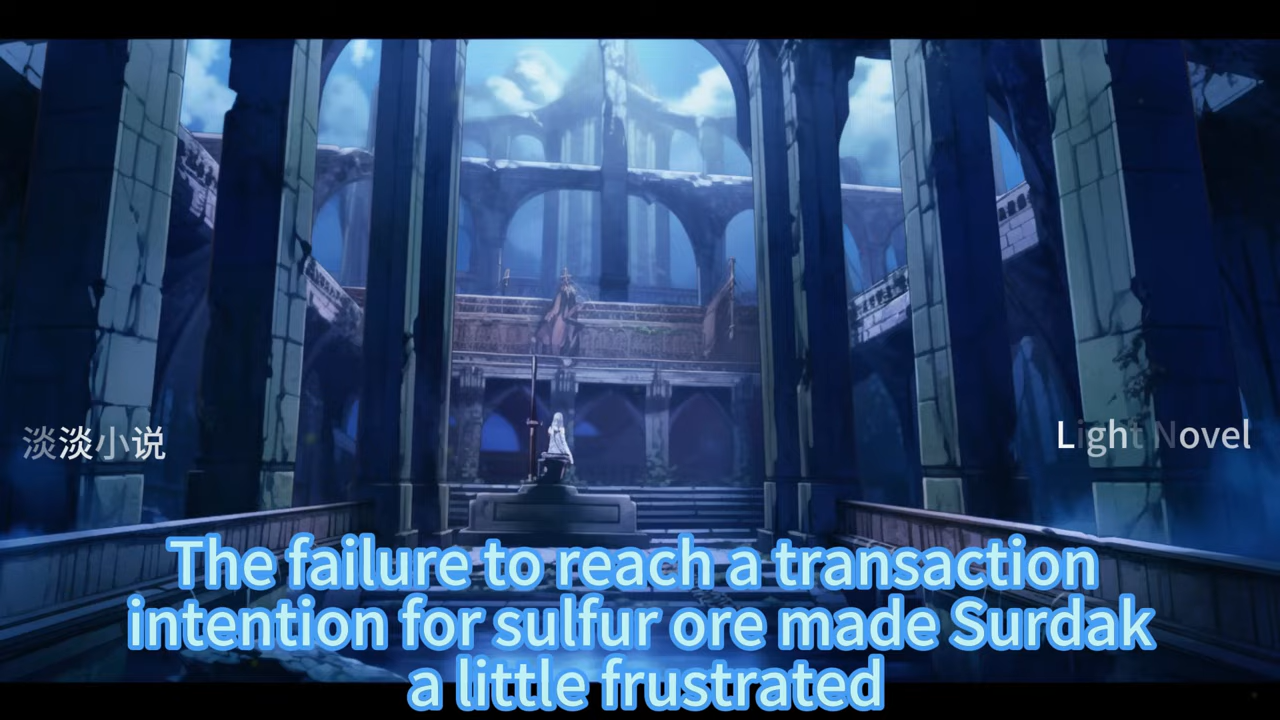 淡淡小说
Light Novel
The failure to reach a transaction
intention for sulfur ore made Surdak
a little frustrated